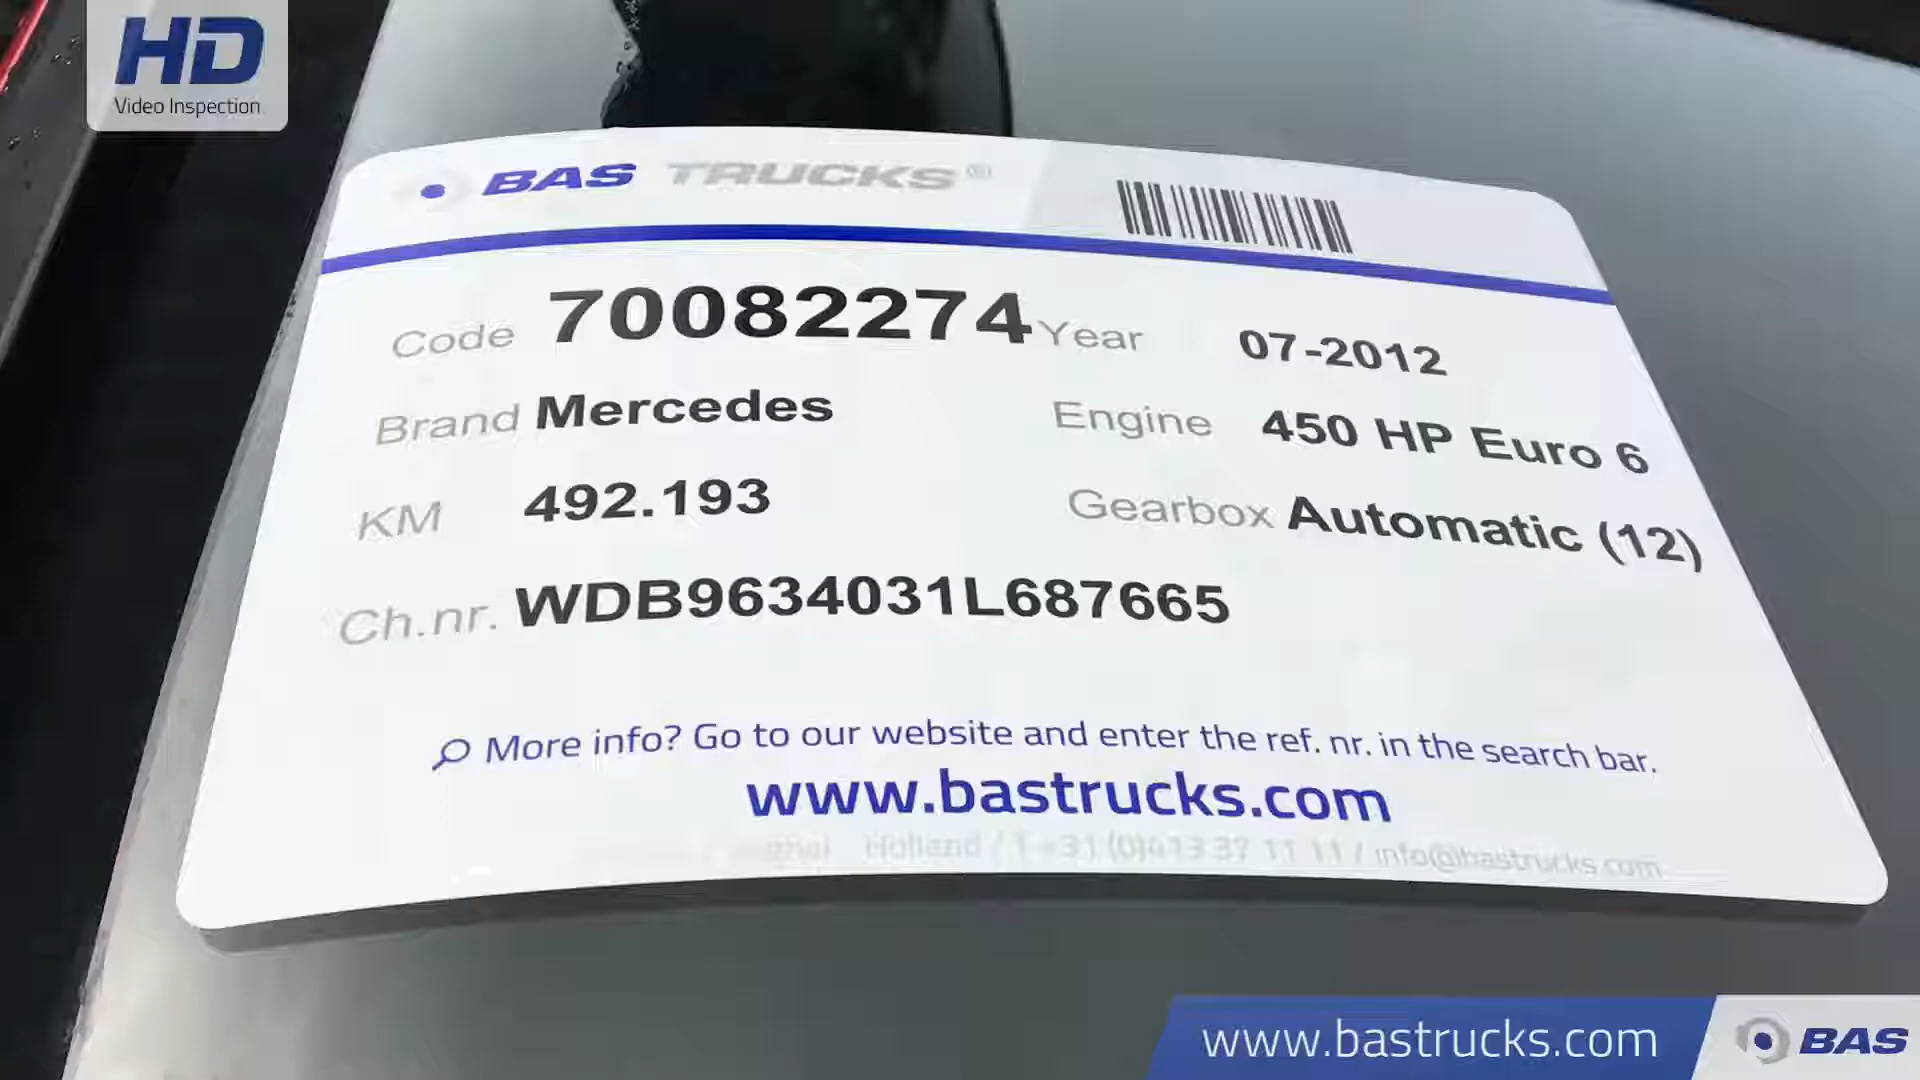 HD
Video Inspection
BAS TRUCKS®
Code 70082274 Year 07-2012
Brand Mercedes Engine 450 HP Euro 6
KM 492.193 Gearbox Automatic (12)
Ch.nr. WDB9634031L687665
More info? Go to our website and enter the ref. nr. in the search bar.
www.bastrucks.com
Holland / T +31 (0)413 37 11 11 / info@bastrucks.com
www.bastrucks.com BAS